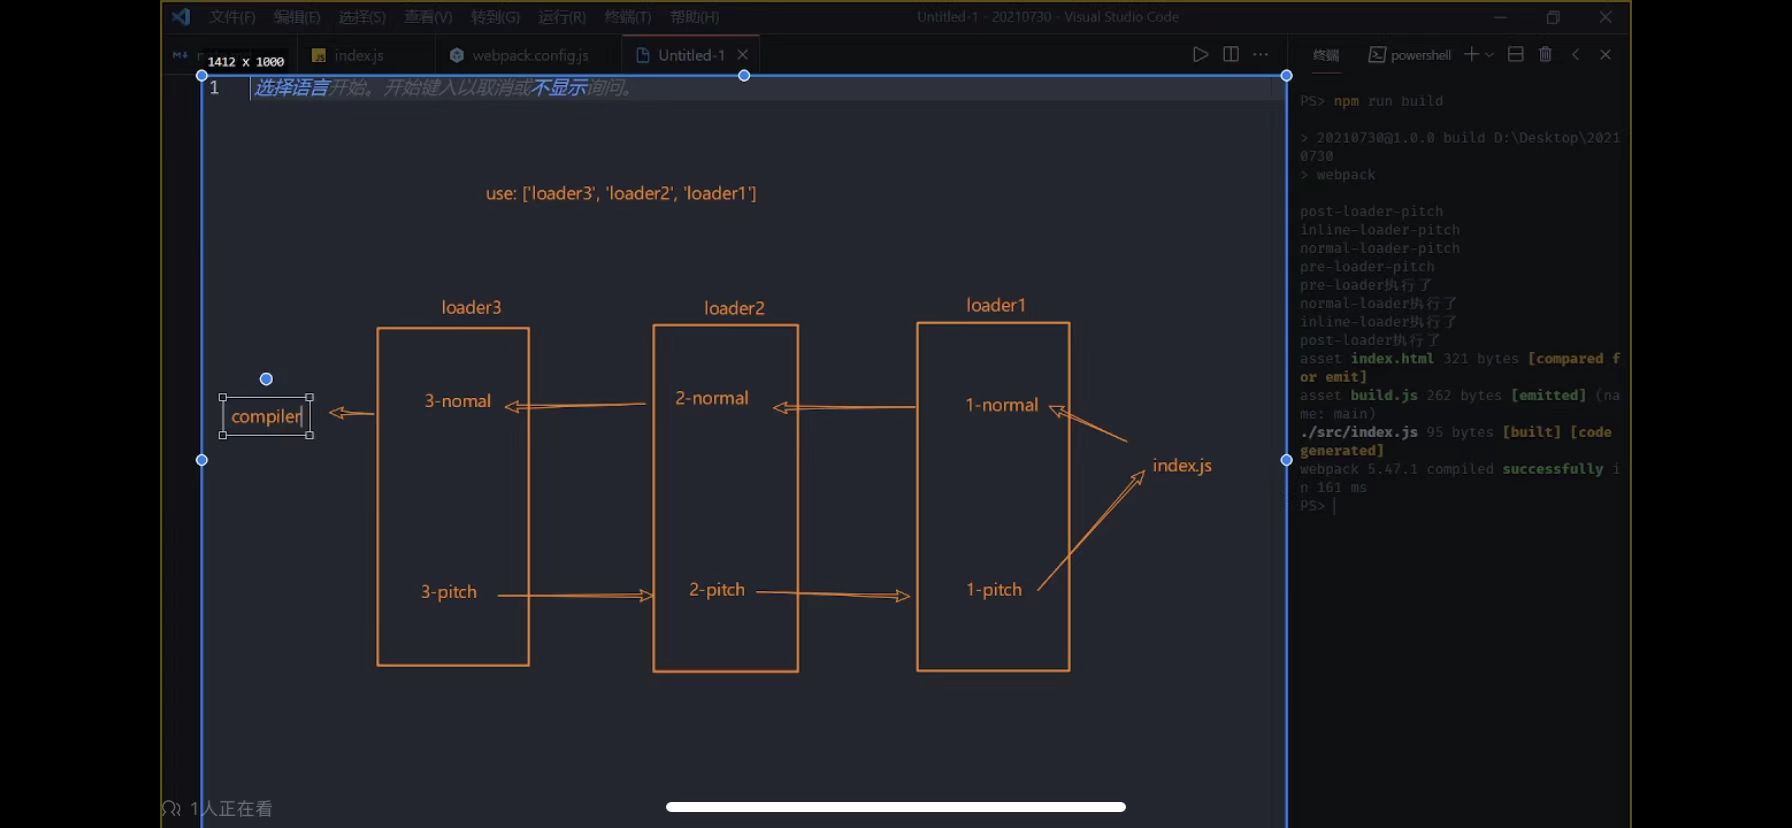 文件(F) 编辑(E) 选择(S) 查看(V) 转到(G) 运行(R) 终端(T) 帮助(H) Untitled-1 - 20210730 - Visual Studio Code
index.js webpack.config.js Untitled-1
1412 x 1000
终端 powershell
1 选择语言开始。开始键入以取消或不显示询问。
use: ['loader3', 'loader2', 'loader1']
loader3 loader2 loader1
3-nomal 2-normal 1-normal
compiler
index.js
3-pitch 2-pitch 1-pitch
PS> npm run build
> 20210730@1.0.0 build D:\Desktop\2021
0730
> webpack
post-loader-pitch
inline-loader-pitch
normal-loader-pitch
pre-loader-pitch
pre-loader执行了
normal-loader执行了
inline-loader执行了
post-loader执行了
asset index.html 321 bytes [compared f
or emit]
asset build.js 262 bytes [emitted] (na
me: main)
./src/index.js 95 bytes [built] [code
generated]
webpack 5.47.1 compiled successfully i
n 161 ms
PS>
1人正在看